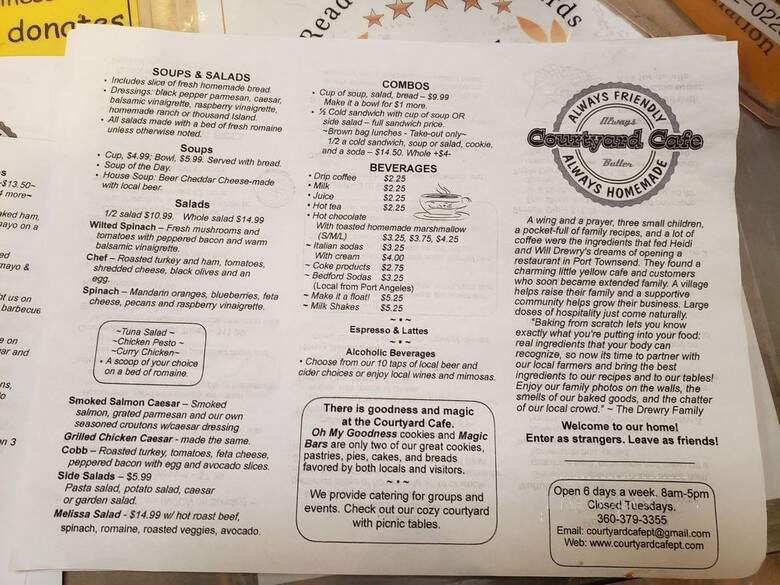 donates
Read
-022
SOUPS & SALADS
• Includes slice of fresh homemade bread.
• Dressings: black pepper parmesan, caesar,
balsamic vinaigrette, raspberry vinaigrette,
homemade ranch or thousand Island.
• All salads made with a bed of fresh romaine
unless otherwise noted.
Soups
• Cup, $4.99; Bowl, $5.99. Served with bread.
• Soup of the Day.
• House Soup: Beer Cheddar Cheese-made
with local beer.
Salads
1/2 salad $10.99. Whole salad $14.99
Wilted Spinach – Fresh mushrooms and
tomatoes with peppered bacon and warm
balsamic vinaigrette.
Chef – Roasted turkey and ham, tomatoes,
shredded cheese, black olives and an
egg.
Spinach – Mandarin oranges, blueberries, feta
cheese, pecans and raspberry vinaigrette.
~Tuna Salad ~
~Chicken Pesto ~
~Curry Chicken~
• A scoop of your choice
on a bed of romaine.
Smoked Salmon Caesar – Smoked
salmon, grated parmesan and our own
seasoned croutons w/caesar dressing
Grilled Chicken Caesar - made the same.
Cobb – Roasted turkey, tomatoes, feta cheese,
peppered bacon with egg and avocado slices.
Side Salads – $5.99
Pasta salad, potato salad, caesar
or garden salad.
Melissa Salad - $14.99 w/ hot roast beef,
spinach, romaine, roasted veggies, avocado.
COMBOS
• Cup of soup, salad, bread – $9.99
Make it a bowl for $1 more.
• ½ Cold sandwich with cup of soup OR
side salad – full sandwich price.
~Brown bag lunches - Take-out only~
1/2 a cold sandwich, soup or salad, cookie,
and a soda – $14.50. Whole +$4-
BEVERAGES
• Drip coffee $2.25
• Milk $2.25
• Juice $2.25
• Hot tea $2.25
• Hot chocolate
With toasted homemade marshmallow
(S/M/L) $3.25, $3.75, $4.25
~ Italian sodas $3.25
With cream $4.00
~ Coke products $2.75
~ Bedford Sodas $3.25
(Local from Port Angeles)
~ Make it a float! $5.25
~ Milk Shakes $5.25
Café
~ • ~
Espresso & Lattes
~ • ~
Alcoholic Beverages
• Choose from our 10 taps of local beer and
cider choices or enjoy local wines and mimosas.
There is goodness and magic
at the Courtyard Cafe.
Oh My Goodness cookies and Magic
Bars are only two of our great cookies,
pastries, pies, cakes, and breads
favored by both locals and visitors.
~ • ~
We provide catering for groups and
events. Check out our cozy courtyard
with picnic tables.
ALWAYS FRIENDLY
Always
Courtyard Cafe
Better
ALWAYS HOMEMADE
A wing and a prayer, three small children,
a pocket-full of family recipes, and a lot of
coffee were the ingredients that fed Heidi
and Will Drewry's dreams of opening a
restaurant in Port Townsend. They found a
charming little yellow cafe and customers
who soon became extended family. A village
helps raise their family and a supportive
community helps grow their business. Large
doses of hospitality just come naturally.
"Baking from scratch lets you know
exactly what you're putting into your food:
real ingredients that your body can
recognize, so now its time to partner with
our local farmers and bring the best
ingredients to our recipes and to our tables!
Enjoy our family photos on the walls, the
smells of our baked goods, and the chatter
of our local crowd." ~ The Drewry Family
Welcome to our home!
Enter as strangers. Leave as friends!
Open 6 days a week. 8am-5pm
Closed Tuesdays.
360-379-3355
Email: courtyardcafept@gmail.com
Web: www.courtyardcafept.com